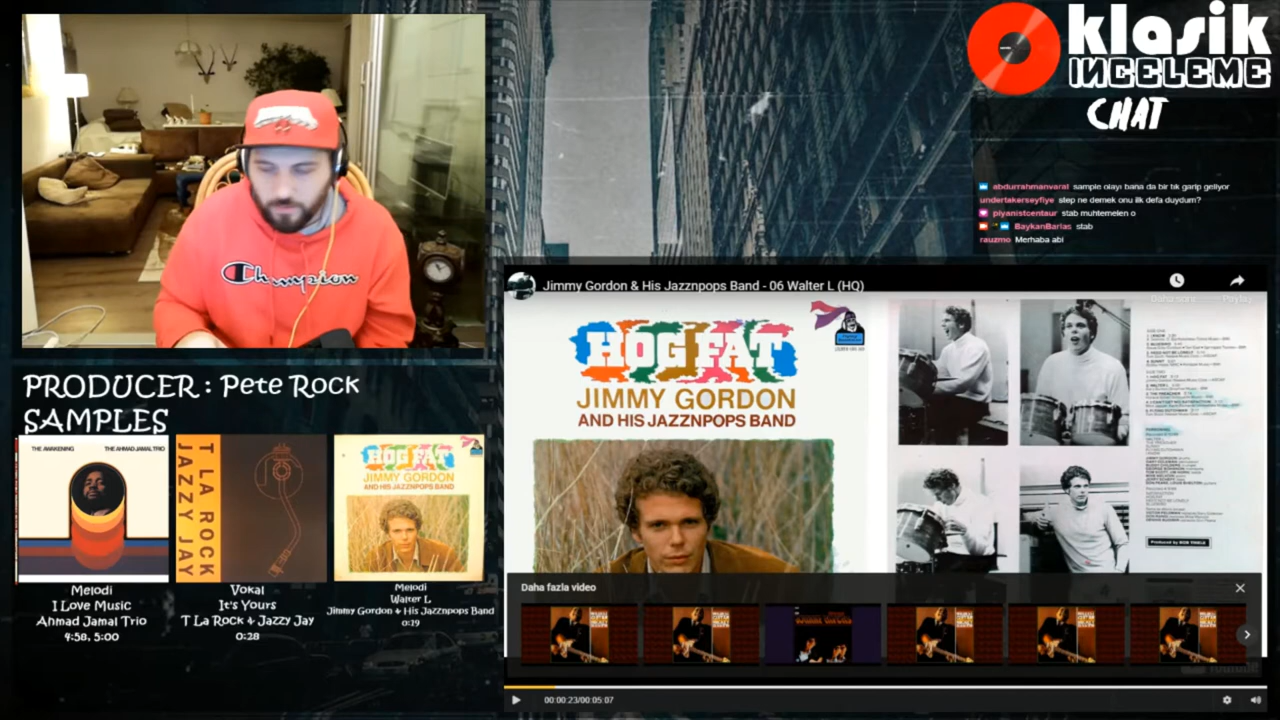 klasik
INCELEME
CHAT
abdurrahmanvaral sample olayı bana da bir tık garip geliyor
undertakerseyfiye step ne demek onu ilk defa duydum?
piyanistcentaur stab muhtemelen o
BaykanBarlas stab
rauzmo Merhaba abi
Champion
Jimmy Gordon & His Jazznpops Band - 06 Walter L (HQ)
Daha sonra
Paylaş
HOG FAT
JIMMY GORDON
AND HIS JAZZNPOPS BAND
PRODUCER : Pete Rock
SAMPLES
THE AWAKENING THE AHMAD JAMAL TRIO
T LA ROCK
JAZZY JAY
HOG FAT
JIMMY GORDON
AND HIS JAZZNPOPS BAND
Melodi
I Love Music
Ahmad Jamal Trio
4:58, 5:00
Vokal
It's Yours
T La Rock & Jazzy Jay
0:28
Melodi
Walter L
Jimmy Gordon & His Jazznpops Band
0:19
Daha fazla video
00:00:23/00:05:07